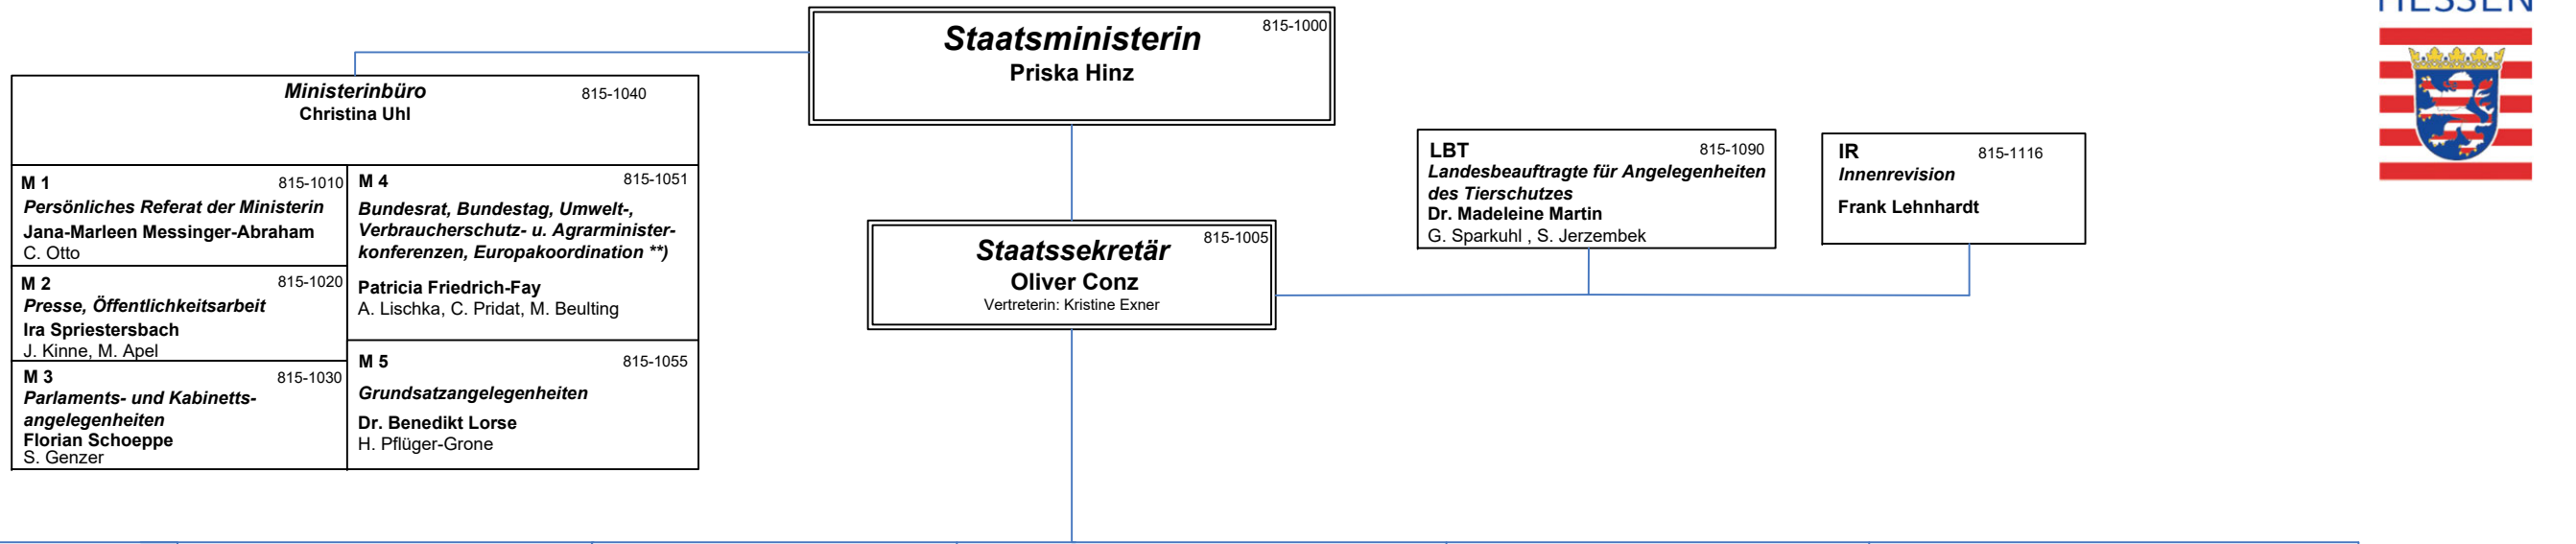 HESSEN
Staatsministerin 815-1000
Priska Hinz
Ministerinbüro 815-1040
Christina Uhl
M 1 815-1010
Persönliches Referat der Ministerin
Jana-Marleen Messinger-Abraham
C. Otto
M 2 815-1020
Presse, Öffentlichkeitsarbeit
Ira Spriestersbach
J. Kinne, M. Apel
M 3 815-1030
Parlaments- und Kabinetts-
angelegenheiten
Florian Schoeppe
S. Genzer
M 4 815-1051
Bundesrat, Bundestag, Umwelt-,
Verbraucherschutz- u. Agrarminister-
konferenzen, Europakoordination **)
Patricia Friedrich-Fay
A. Lischka, C. Pridat, M. Beulting
M 5 815-1055
Grundsatzangelegenheiten
Dr. Benedikt Lorse
H. Pflüger-Grone
Staatssekretär 815-1005
Oliver Conz
Vertreterin: Kristine Exner
LBT 815-1090
Landesbeauftragte für Angelegenheiten
des Tierschutzes
Dr. Madeleine Martin
G. Sparkuhl , S. Jerzembek
IR 815-1116
Innenrevision
Frank Lehnhardt